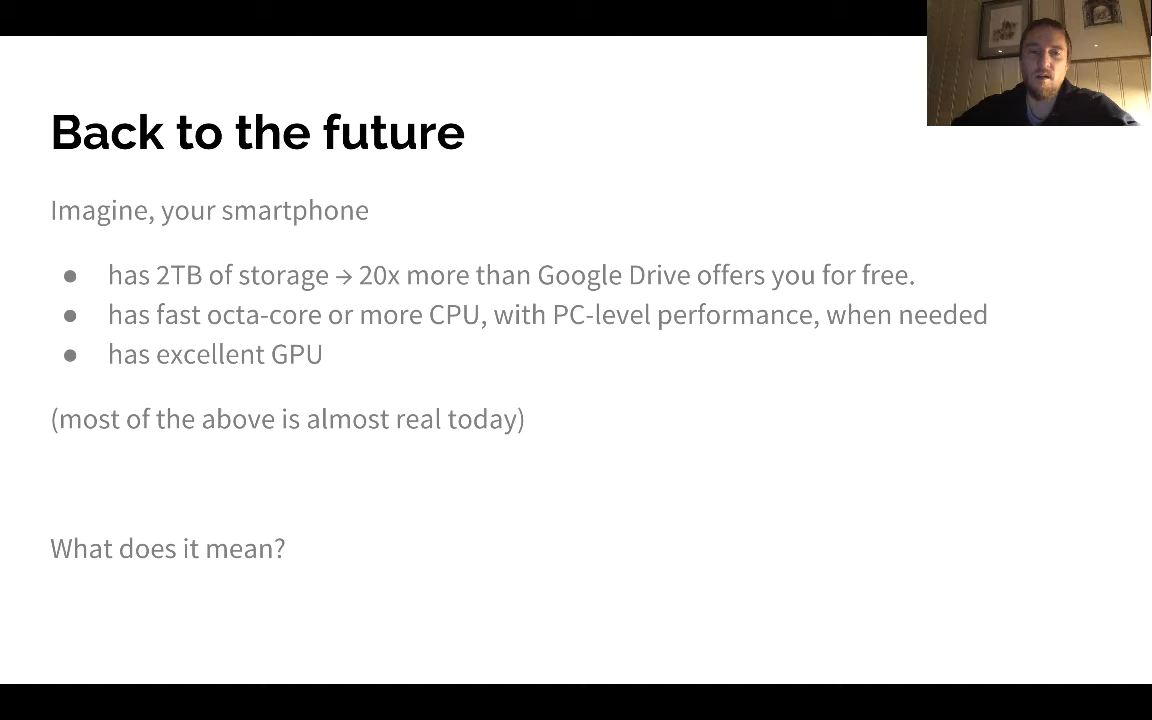 Back to the future
Imagine, your smartphone
● has 2TB of storage → 20x more than Google Drive offers you for free.
● has fast octa-core or more CPU, with PC-level performance, when needed
● has excellent GPU
(most of the above is almost real today)
What does it mean?